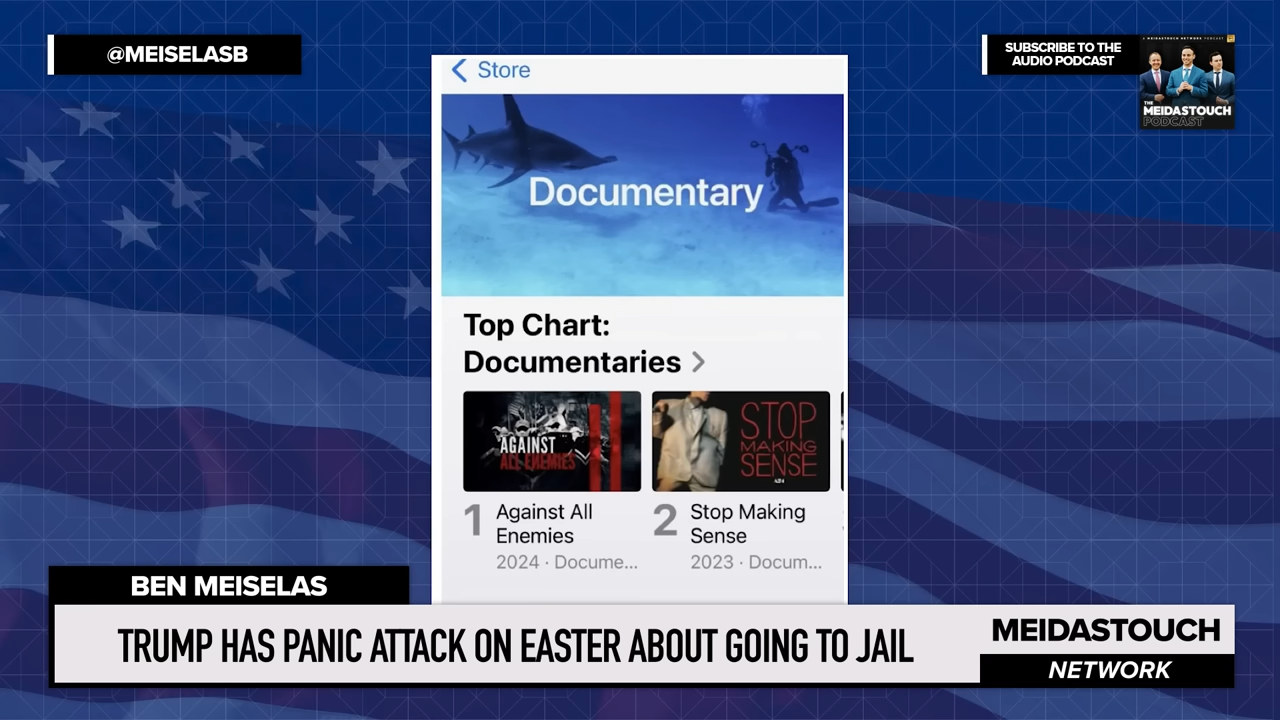 @MEISELASB
SUBSCRIBE TO THE
AUDIO PODCAST
THE
MEIDASTOUCH
PODCAST
Store
Documentary
Top Chart:
Documentaries
AGAINST
ALL ENEMIES
STOP
MAKING
SENSE
A24
1 Against All
Enemies
2024 · Docume...
2 Stop Making
Sense
2023 · Docum...
BEN MEISELAS
TRUMP HAS PANIC ATTACK ON EASTER ABOUT GOING TO JAIL
MEIDASTOUCH
NETWORK